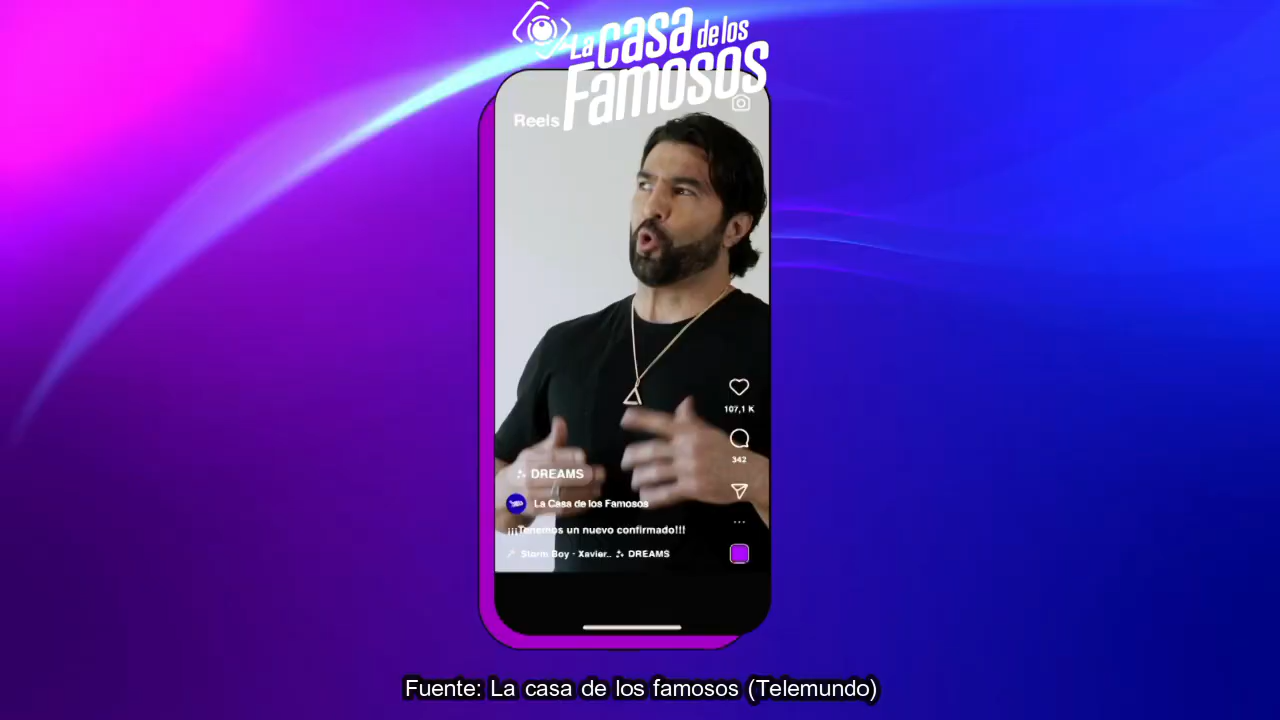 La casa de los
Famosos
Reels
107,1 K
342
DREAMS
La Casa de los Famosos
¡¡¡Tenemos un nuevo confirmado!!!
Storm Boy - Xavier.. DREAMS
Fuente: La casa de los famosos (Telemundo)